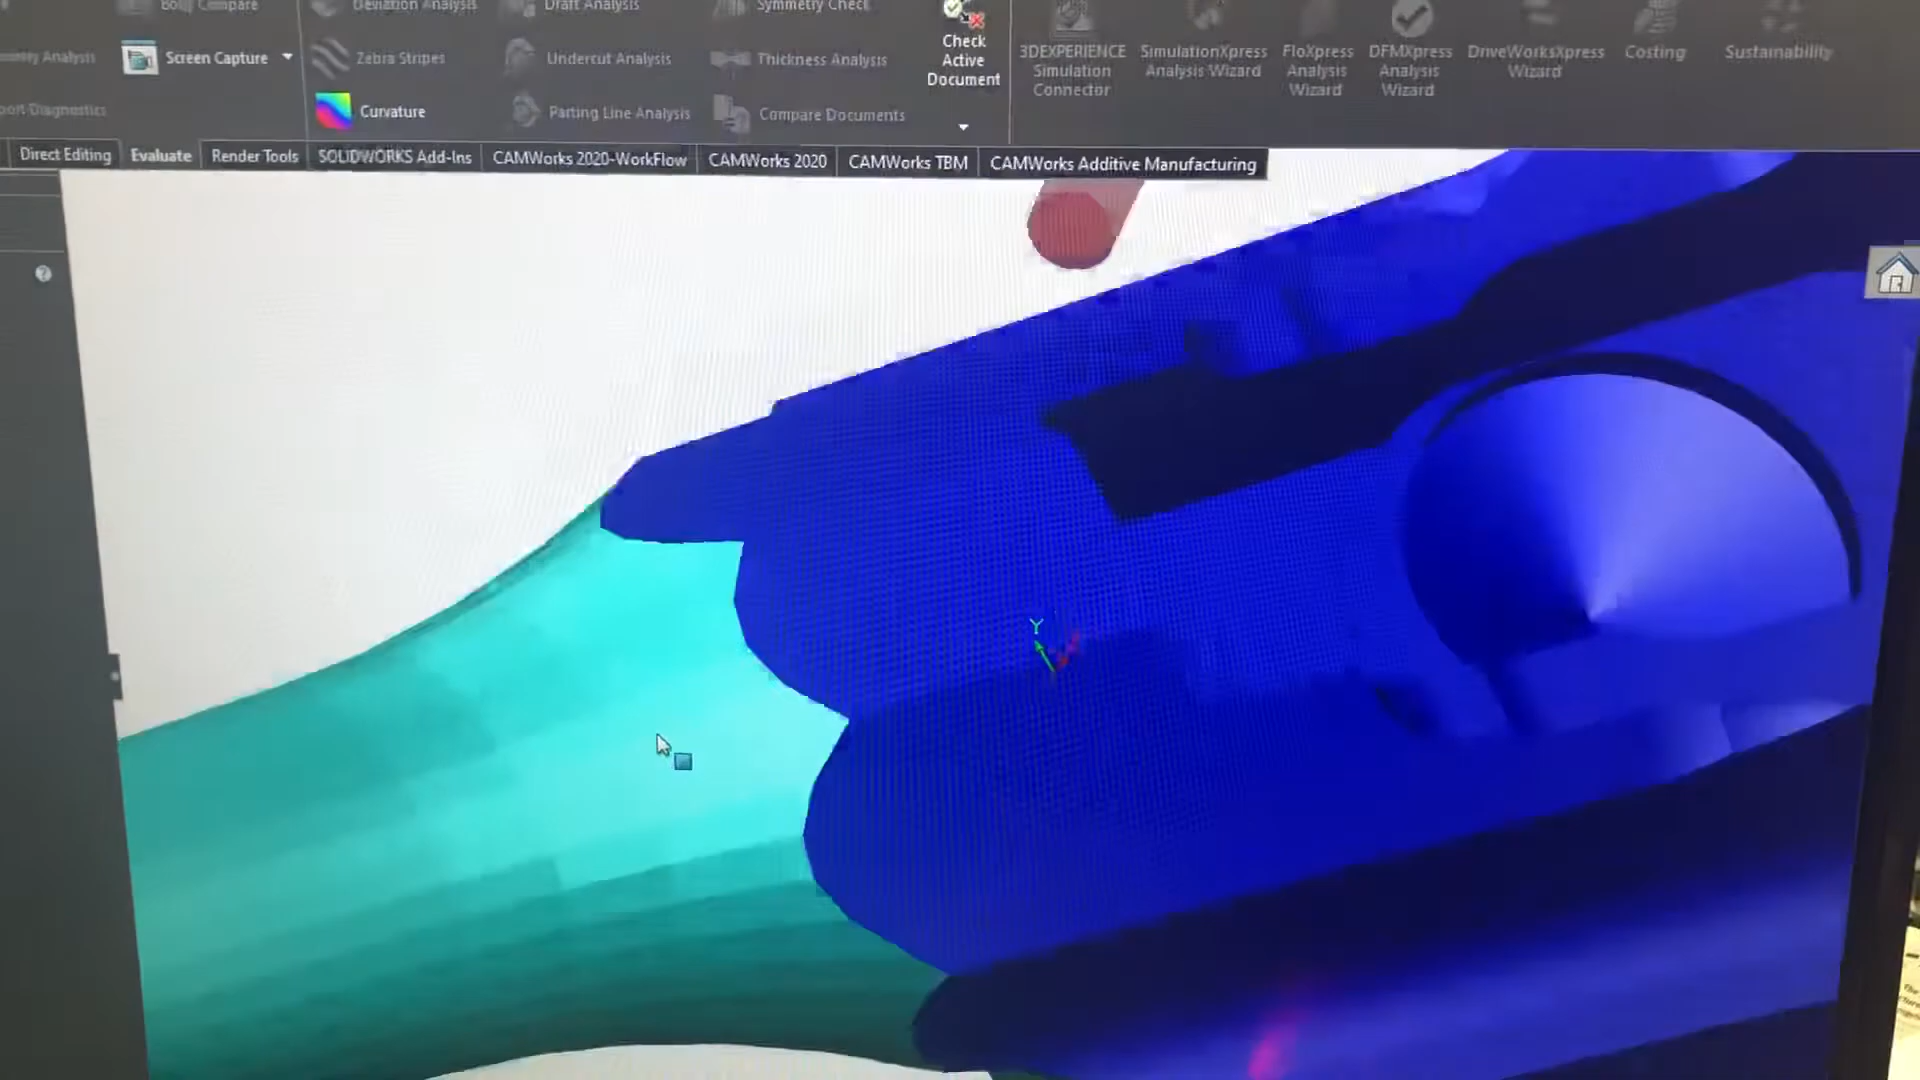 Body Compare
Deviation Analysis
Draft Analysis
Symmetry Check
Check
Active
Document
Analysis
Screen Capture
Zebra Stripes
Undercut Analysis
Thickness Analysis
3DEXPERIENCE
Simulation
Connector
SimulationXpress
Analysis Wizard
FloXpress
Analysis
Wizard
DFMXpress
Analysis
Wizard
DriveWorksXpress
Wizard
Costing
Sustainability
Diagnostics
Curvature
Parting Line Analysis
Compare Documents
Direct Editing
Evaluate
Render Tools
SOLIDWORKS Add-Ins
CAMWorks 2020-WorkFlow
CAMWorks 2020
CAMWorks TBM
CAMWorks Additive Manufacturing
Y